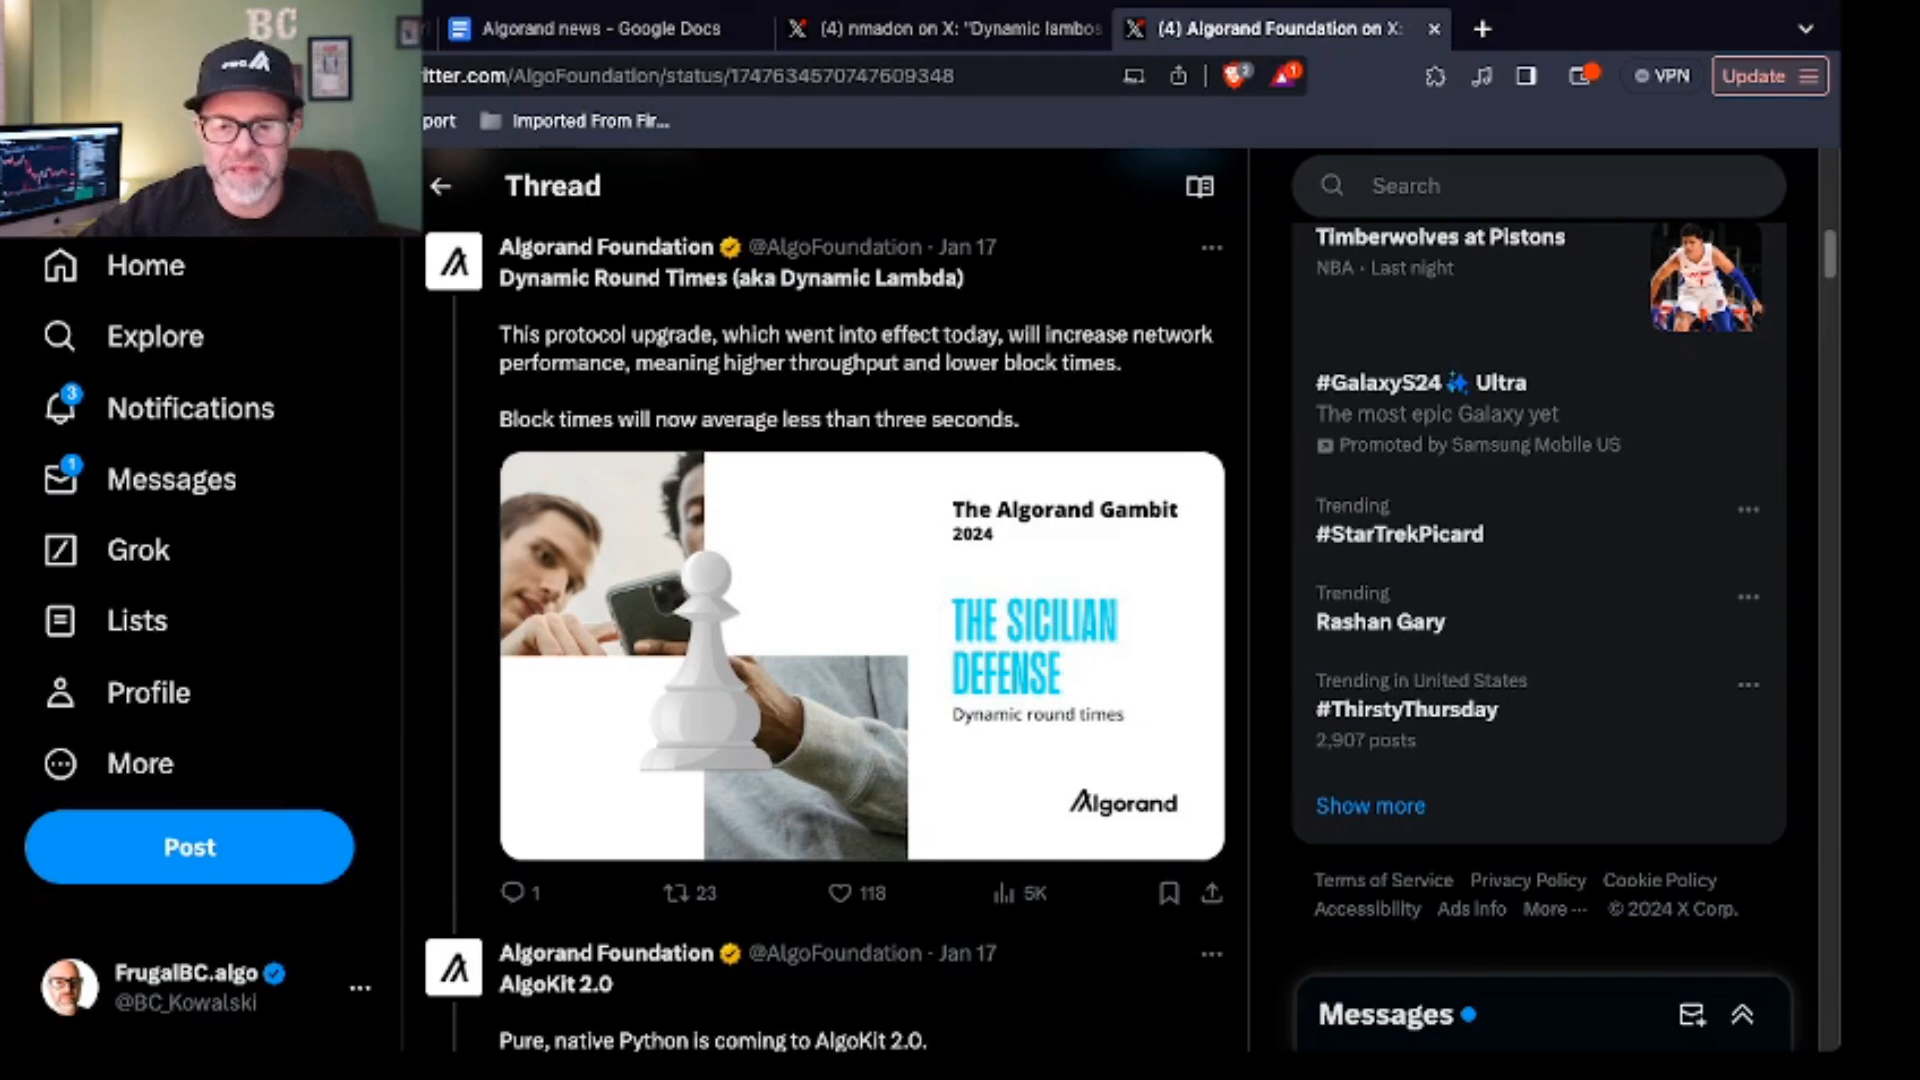 BC
Algorand news - Google Docs
(4) nmadon on X: "Dynamic lambos
(4) Algorand Foundation on X:
itter.com/AlgoFoundation/status/1747634570747609348
VPN
Update
port
Imported From Fir...
Thread
Search
Algorand Foundation @AlgoFoundation · Jan 17
Dynamic Round Times (aka Dynamic Lambda)
This protocol upgrade, which went into effect today, will increase network
performance, meaning higher throughput and lower block times.
Block times will now average less than three seconds.
The Algorand Gambit
2024
THE SICILIAN
DEFENSE
Dynamic round times
Algorand
1
23
118
5K
Algorand Foundation @AlgoFoundation · Jan 17
AlgoKit 2.0
Pure, native Python is coming to AlgoKit 2.0.
Home
Explore
3
Notifications
1
Messages
Grok
Lists
Profile
More
Post
FrugalBC.algo
@BC_Kowalski
Timberwolves at Pistons
NBA · Last night
#GalaxyS24 Ultra
The most epic Galaxy yet
Promoted by Samsung Mobile US
Trending
#StarTrekPicard
Trending
Rashan Gary
Trending in United States
#ThirstyThursday
2,907 posts
Show more
Terms of Service Privacy Policy Cookie Policy
Accessibility Ads info More ··· © 2024 X Corp.
Messages